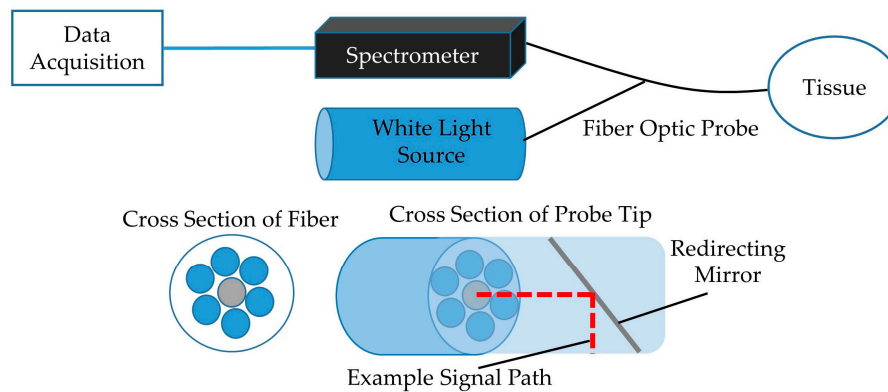 Data
Acquisition
Spectrometer
Tissue
White Light
Source
Fiber Optic Probe
Cross Section of Fiber
Cross Section of Probe Tip
Redirecting
Mirror
Example Signal Path